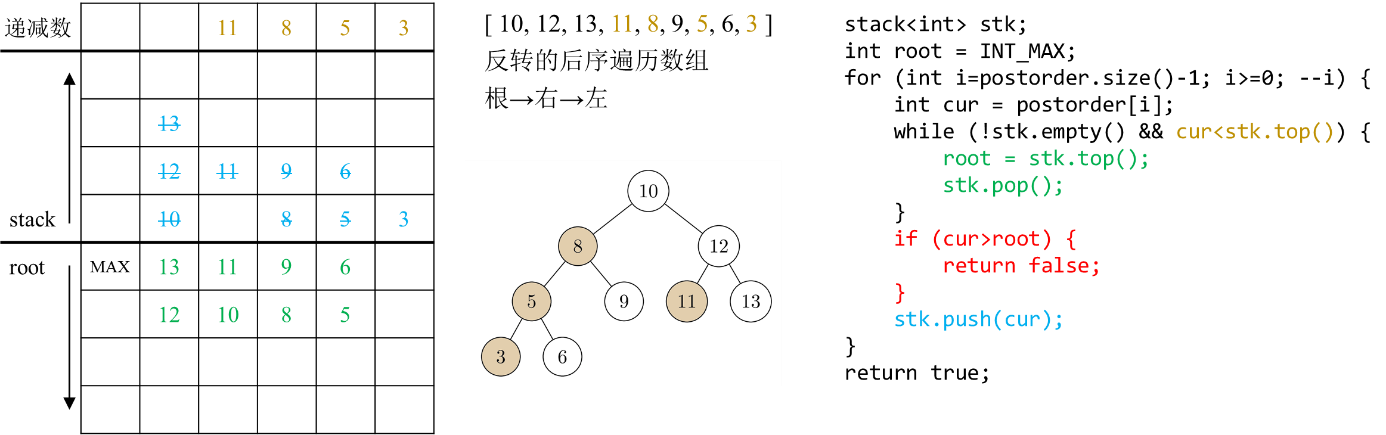 递减数 11 8 5 3
13
12 11 9 6
stack 10 8 5 3
root MAX 13 11 9 6
12 10 8 5
[ 10, 12, 13, 11, 8, 9, 5, 6, 3 ]
反转的后序遍历数组
根→右→左
10
8 12
5 9 11 13
3 6
stack<int> stk;
int root = INT_MAX;
for (int i=postorder.size()-1; i>=0; --i) {
    int cur = postorder[i];
    while (!stk.empty() && cur<stk.top()) {
        root = stk.top();
        stk.pop();
    }
    if (cur>root) {
        return false;
    }
    stk.push(cur);
}
return true;